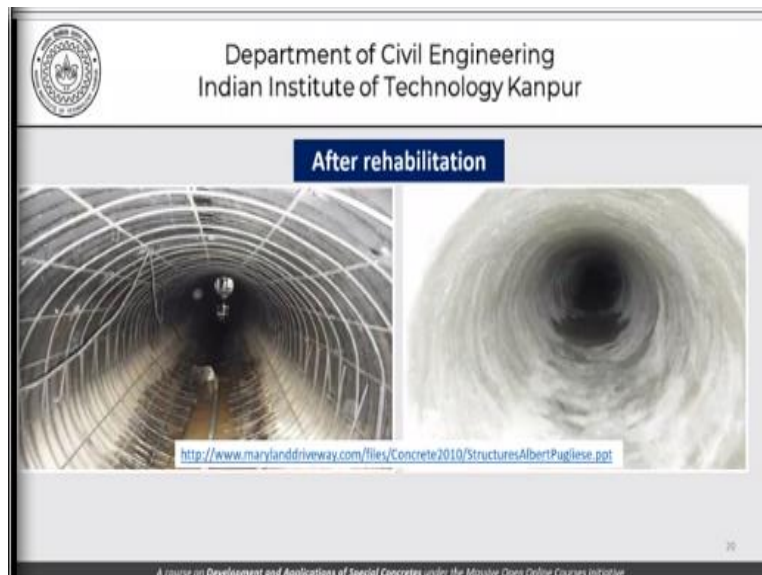 Department of Civil Engineering
Indian Institute of Technology Kanpur
After rehabilitation
http://www.marylanddriveway.com/files/Concrete2010/StructuresAlbertPugliese.ppt
20
A course on Development and Applications of Special Concretes under the Massive Open Online Courses Initiative